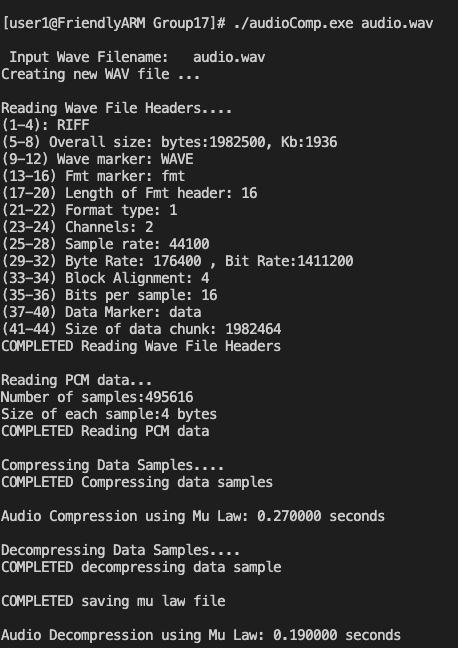 [user1@FriendlyARM Group17]# ./audioComp.exe audio.wav
Input Wave Filename: audio.wav
Creating new WAV file ...
Reading Wave File Headers....
(1-4): RIFF
(5-8) Overall size: bytes:1982500, Kb:1936
(9-12) Wave marker: WAVE
(13-16) Fmt marker: fmt
(17-20) Length of Fmt header: 16
(21-22) Format type: 1
(23-24) Channels: 2
(25-28) Sample rate: 44100
(29-32) Byte Rate: 176400 , Bit Rate:1411200
(33-34) Block Alignment: 4
(35-36) Bits per sample: 16
(37-40) Data Marker: data
(41-44) Size of data chunk: 1982464
COMPLETED Reading Wave File Headers
Reading PCM data...
Number of samples:495616
Size of each sample:4 bytes
COMPLETED Reading PCM data
Compressing Data Samples....
COMPLETED Compressing data samples
Audio Compression using Mu Law: 0.270000 seconds
Decompressing Data Samples....
COMPLETED decompressing data sample
COMPLETED saving mu law file
Audio Decompression using Mu Law: 0.190000 seconds